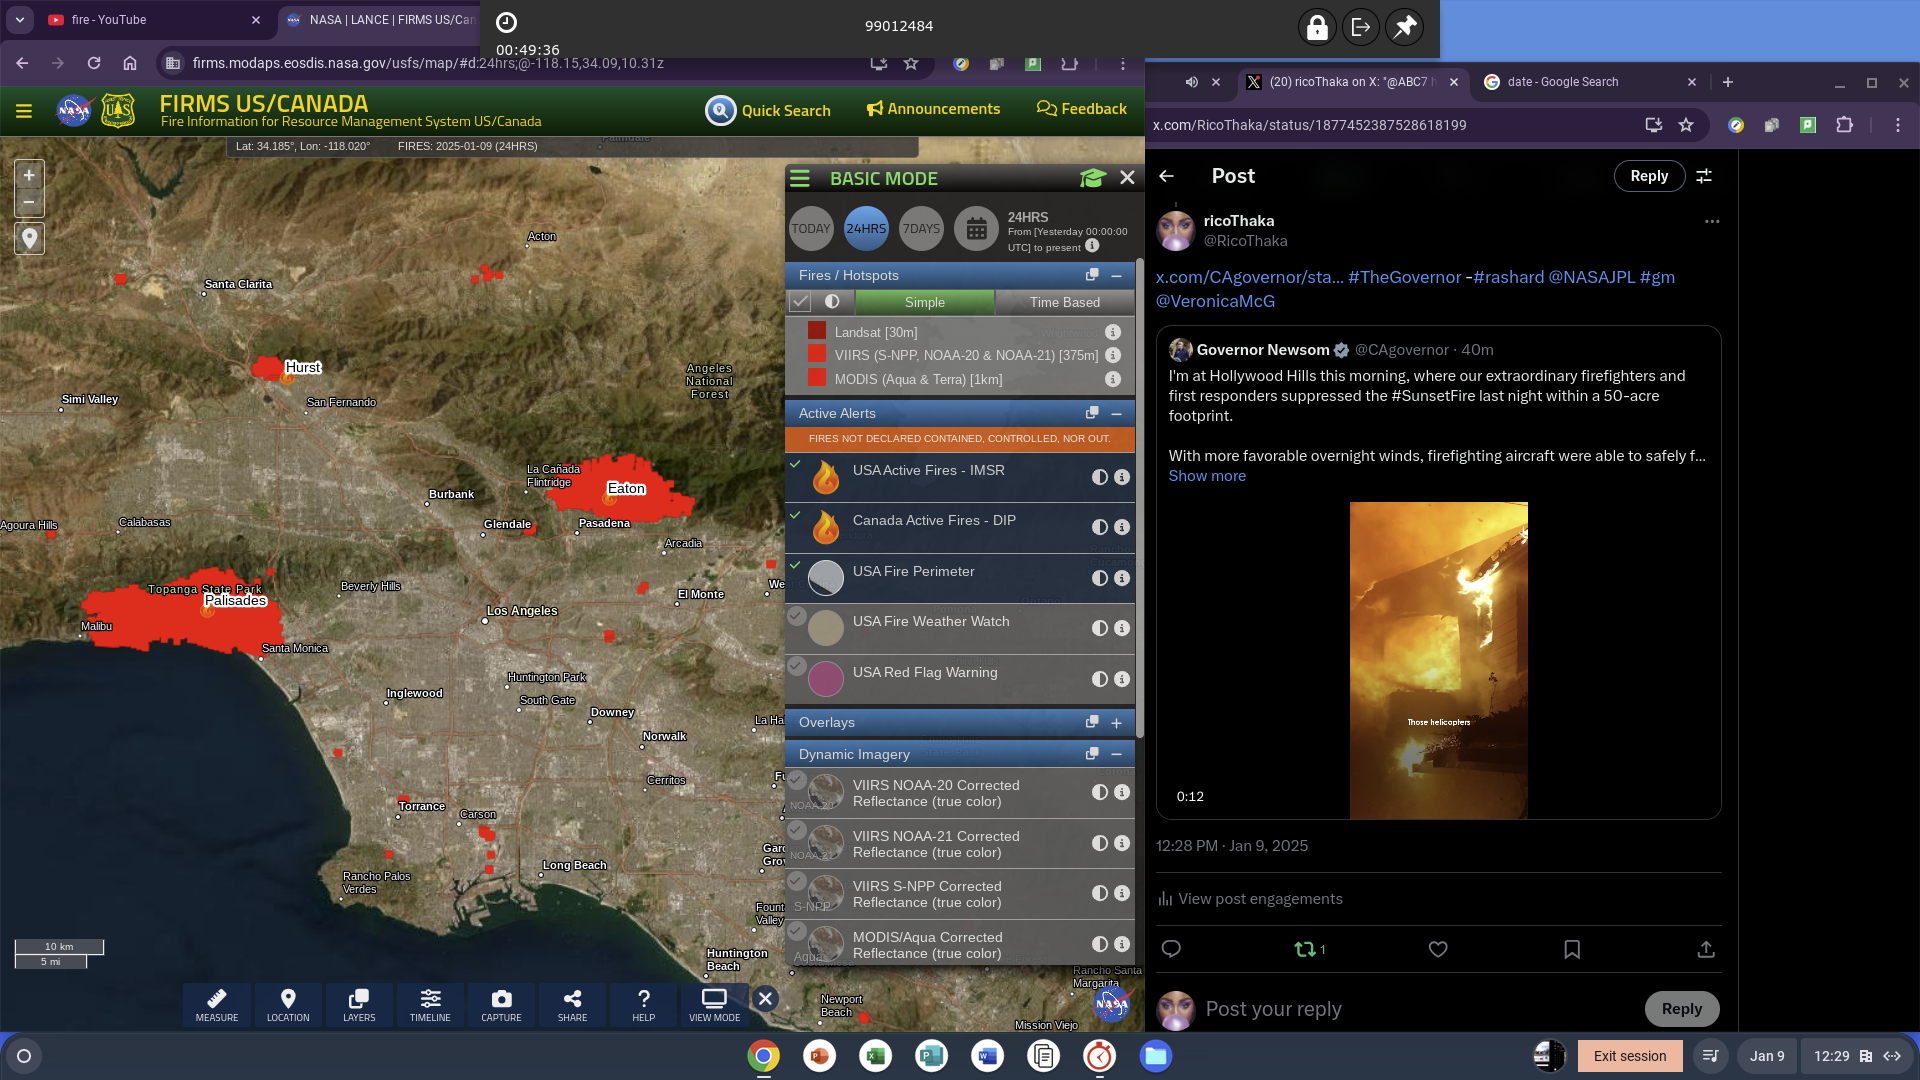 fire - YouTube
NASA | LANCE | FIRMS US/Can
00:49:36
99012484
firms.modaps.eosdis.nasa.gov/usfs/map/#d:24hrs;@-118.15,34.09,10.31z
FIRMS US/CANADA
Fire Information for Resource Management System US/Canada
Quick Search
Announcements
Feedback
Lat: 34.185°, Lon: -118.020°
FIRES: 2025-01-09 (24HRS)
+
−
Acton
Santa Clarita
Hurst
San Fernando
Simi Valley
Angeles
National
Forest
La Cañada
Flintridge
Eaton
Burbank
Glendale
Pasadena
Agoura Hills
Calabasas
Arcadia
Topanga State Park
Palisades
Beverly Hills
El Monte
We
Los Angeles
Malibu
Santa Monica
Huntington Park
South Gate
Inglewood
Downey
La Ha
Norwalk
Cerritos
Fu
Torrance
Carson
Gard
Grov
Long Beach
Rancho Palos
Verdes
Fount
Valley
Huntington
Beach
Newport
Beach
Rancho Santa
Margarita
Mission Viejo
10 km
5 mi
BASIC MODE
TODAY
24HRS
7DAYS
24HRS
From [Yesterday 00:00:00
UTC] to present
Fires / Hotspots
Simple
Time Based
Landsat [30m]
VIIRS (S-NPP, NOAA-20 & NOAA-21) [375m]
MODIS (Aqua & Terra) [1km]
Active Alerts
FIRES NOT DECLARED CONTAINED, CONTROLLED, NOR OUT.
USA Active Fires - IMSR
Canada Active Fires - DIP
USA Fire Perimeter
USA Fire Weather Watch
USA Red Flag Warning
Overlays
Dynamic Imagery
NOAA-20
VIIRS NOAA-20 Corrected
Reflectance (true color)
NOAA-21
VIIRS NOAA-21 Corrected
Reflectance (true color)
S-NPP
VIIRS S-NPP Corrected
Reflectance (true color)
Aqua
MODIS/Aqua Corrected
Reflectance (true color)
MEASURE
LOCATION
LAYERS
TIMELINE
CAPTURE
SHARE
HELP
VIEW MODE
NASA
(20) ricoThaka on X: "@ABC7 h
date - Google Search
x.com/RicoThaka/status/1877452387528618199
Post
Reply
ricoThaka
@RicoThaka
x.com/CAgovernor/sta... #TheGovernor -#rashard @NASAJPL #gm
@VeronicaMcG
Governor Newsom @CAgovernor · 40m
I'm at Hollywood Hills this morning, where our extraordinary firefighters and
first responders suppressed the #SunsetFire last night within a 50-acre
footprint.
With more favorable overnight winds, firefighting aircraft were able to safely f...
Show more
Those helicopters
0:12
12:28 PM · Jan 9, 2025
View post engagements
1
Post your reply
Reply
Exit session
Jan 9
12:29